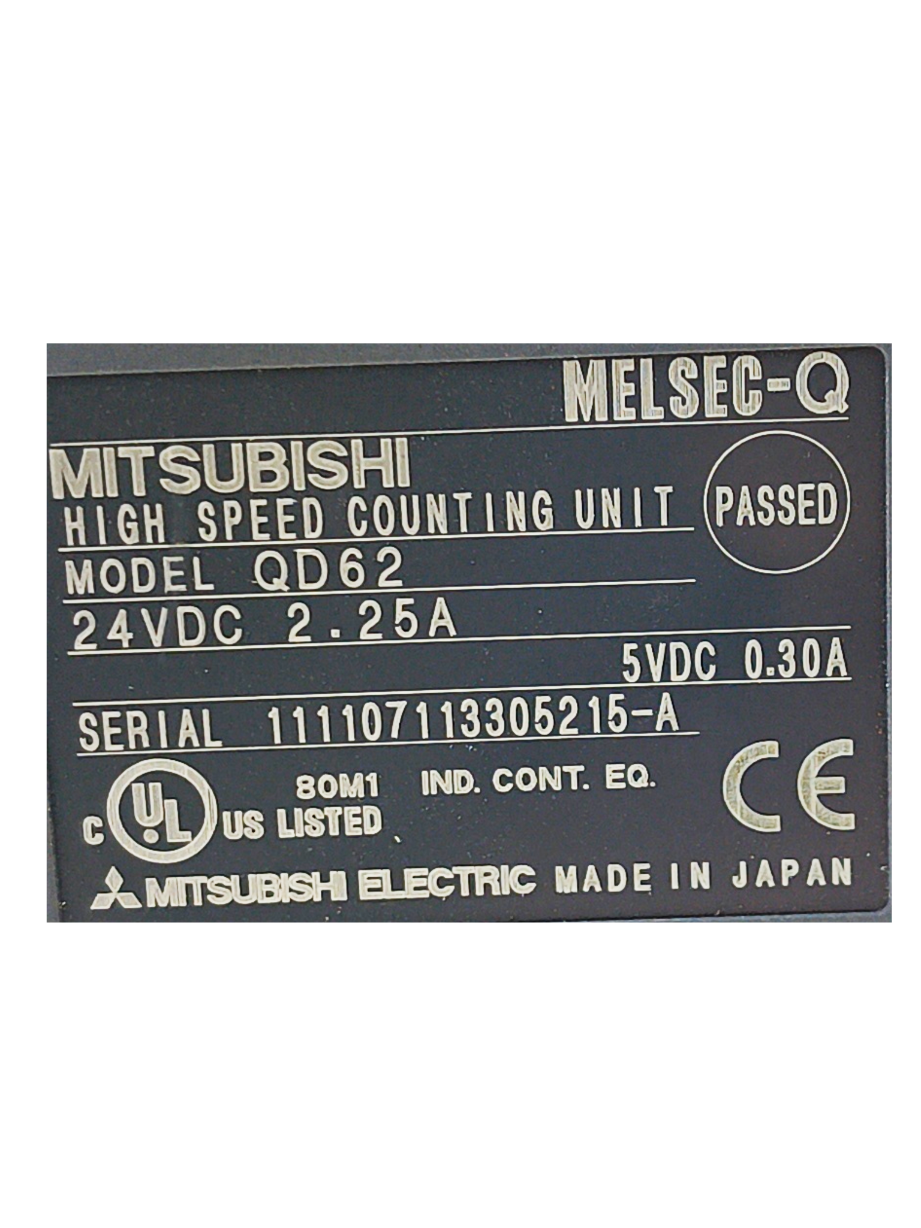 MELSEC-Q
MITSUBISHI
HIGH SPEED COUNTING UNIT
PASSED
MODEL QD62
24VDC 2.25A
5VDC 0.30A
SERIAL 111107113305215-A
80M1 IND. CONT. EQ.
C UL US LISTED
CE
MITSUBISHI ELECTRIC MADE IN JAPAN